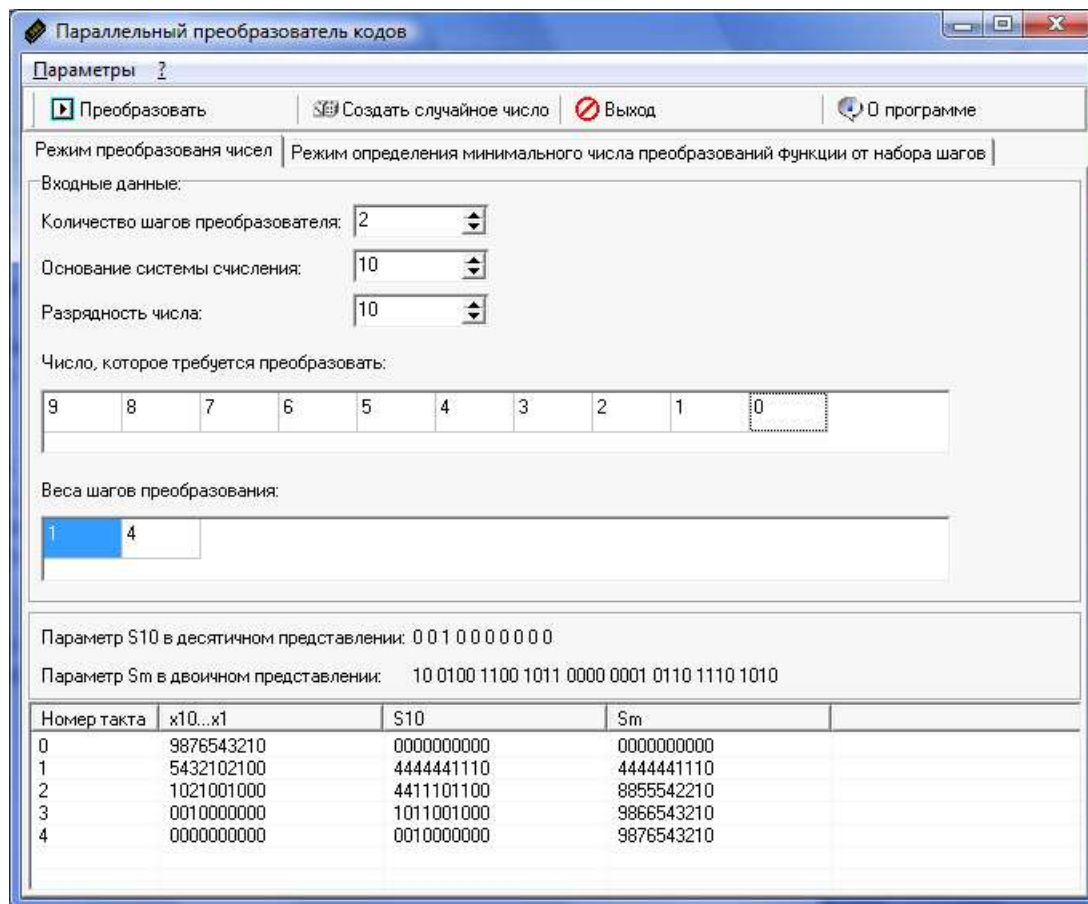 Параллельный преобразователь кодов
Параметры ?
Преобразовать Создать случайное число Выход О программе
Режим преобразованя чисел Режим определения минимального числа преобразований функции от набора шагов
Входные данные:
Количество шагов преобразователя: 2
Основание системы счисления: 10
Разрядность числа: 10
Число, которое требуется преобразовать:
9 8 7 6 5 4 3 2 1 0
Веса шагов преобразования:
1 4
Параметр S10 в десятичном представлении: 0 0 1 0 0 0 0 0 0 0
Параметр Sm в двоичном представлении: 10 0100 1100 1011 0000 0001 0110 1110 1010
Номер такта x10...x1 S10 Sm
0 9876543210 0000000000 0000000000
1 5432102100 4444441110 4444441110
2 1021001000 4411101100 8855542210
3 0010000000 1011001000 9866543210
4 0000000000 0010000000 9876543210